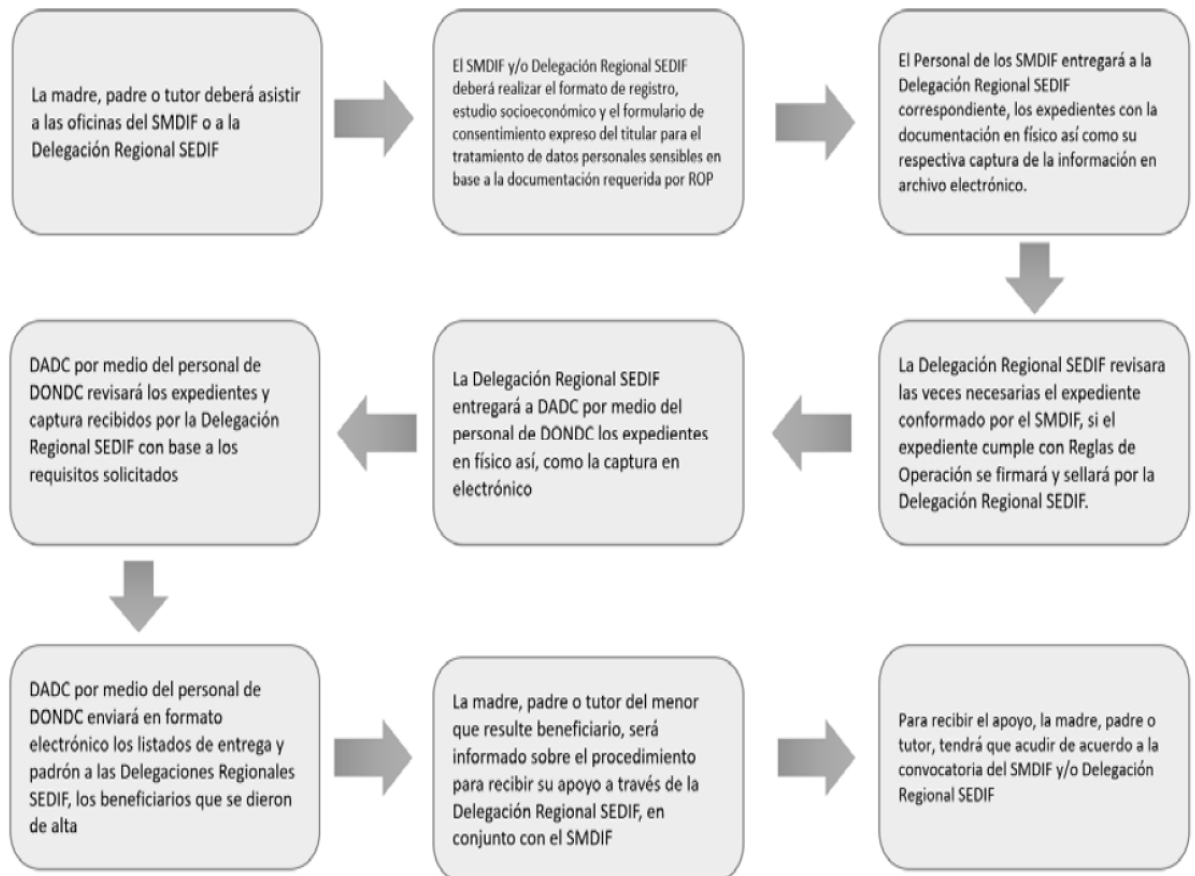 La madre, padre o tutor deberá asistir
a las oficinas del SMDIF o a la
Delegación Regional SEDIF
El SMDIF y/o Delegación Regional SEDIF
deberá realizar el formato de registro,
estudio socioeconómico y el formulario de
consentimiento expreso del titular para el
tratamiento de datos personales sensibles en
base a la documentación requerida por ROP
El Personal de los SMDIF entregará a la
Delegación Regional SEDIF
correspondiente, los expedientes con la
documentación en físico así como su
respectiva captura de la información en
archivo electrónico.
La Delegación Regional SEDIF revisara
las veces necesarias el expediente
conformado por el SMDIF, si el
expediente cumple con Reglas de
Operación se firmará y sellará por la
Delegación Regional SEDIF.
La Delegación Regional SEDIF
entregará a DADC por medio del
personal de DONDC los expedientes
en físico así, como la captura en
electrónico
DADC por medio del personal de
DONDC revisará los expedientes y
captura recibidos por la Delegación
Regional SEDIF con base a los
requisitos solicitados
DADC por medio del personal de
DONDC enviará en formato
electrónico los listados de entrega y
padrón a las Delegaciones Regionales
SEDIF, los beneficiarios que se dieron
de alta
La madre, padre o tutor del menor
que resulte beneficiario, será
informado sobre el procedimiento
para recibir su apoyo a través de la
Delegación Regional SEDIF, en
conjunto con el SMDIF
Para recibir el apoyo, la madre, padre o
tutor, tendrá que acudir de acuerdo a la
convocatoria del SMDIF y/o Delegación
Regional SEDIF